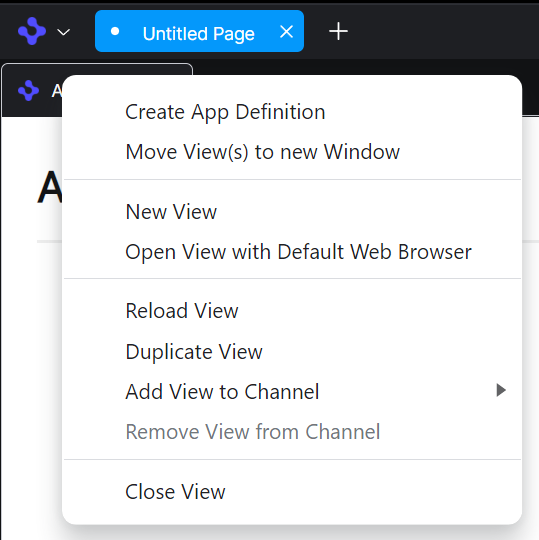 Untitled Page
A
Create App Definition
Move View(s) to new Window
A
New View
Open View with Default Web Browser
Reload View
Duplicate View
Add View to Channel
Remove View from Channel
Close View